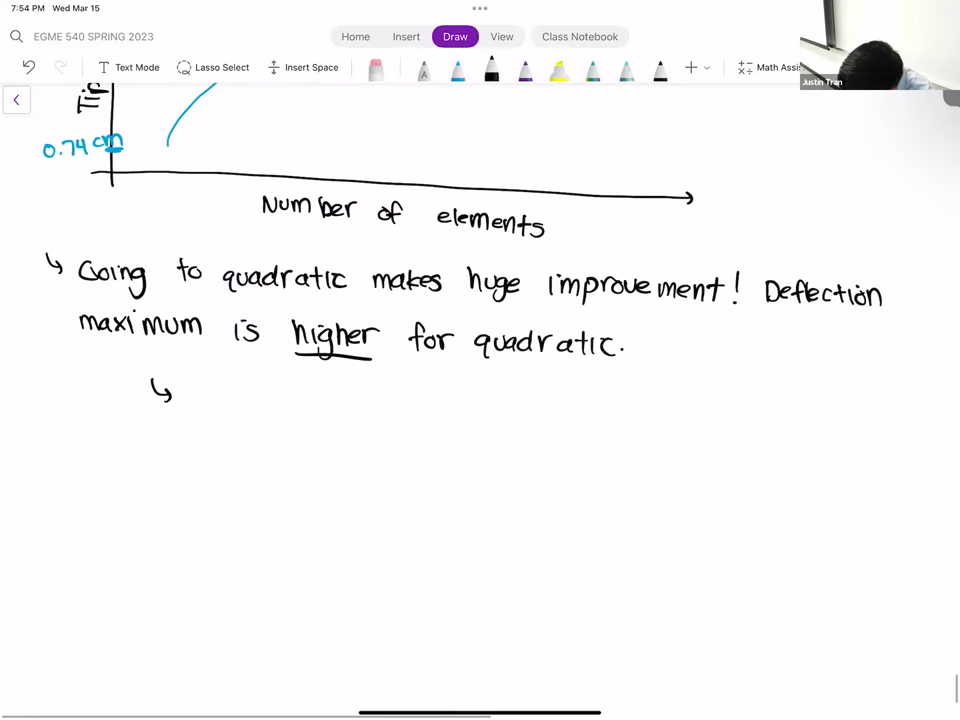 7:54 PM Wed Mar 15
EGME 540 SPRING 2023
Home Insert Draw View Class Notebook
Text Mode Lasso Select Insert Space Math Assis
Justin Tran
Tip
0.74 cm
Number of elements
↳ Going to quadratic makes huge improvement! Deflection
maximum is higher for quadratic.
↳